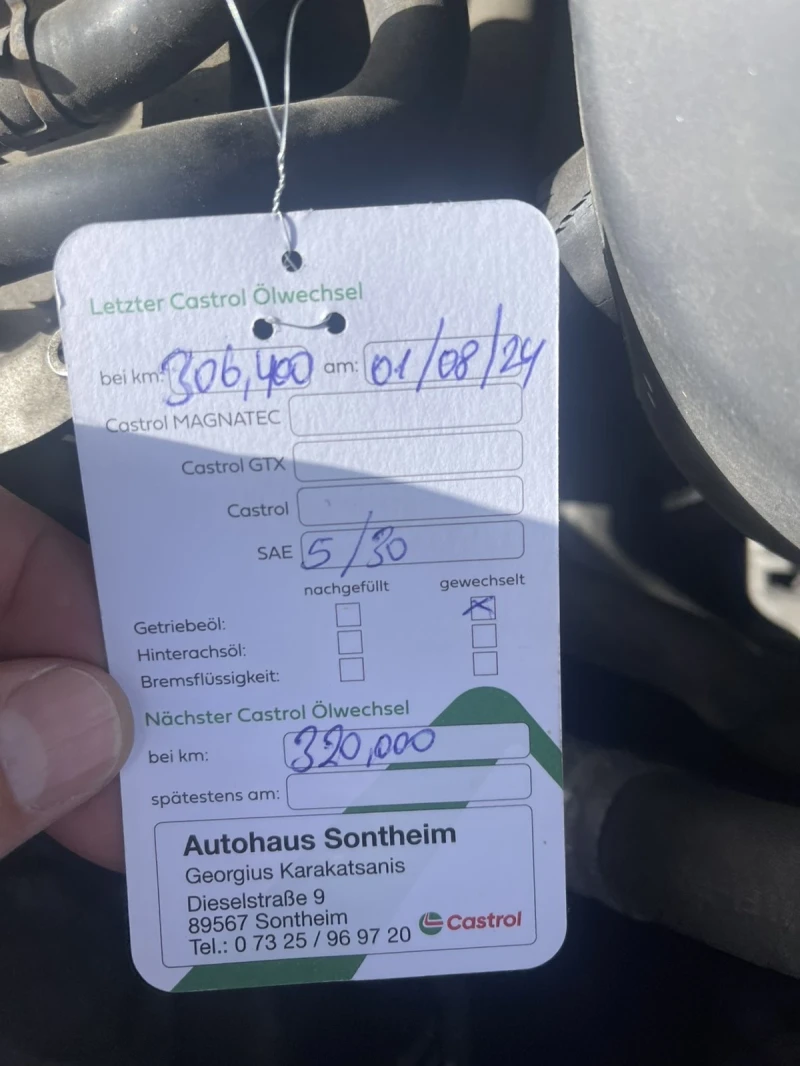 Letzter Castrol Ölwechsel
bei km: 306,400 am: 01/08/24
Castrol MAGNATEC
Castrol GTX
Castrol
SAE 5/30
nachgefüllt gewechselt
Getriebeöl: X
Hinterachsöl:
Bremsflüssigkeit:
Nächster Castrol Ölwechsel
bei km: 320,000
spätestens am:
Autohaus Sontheim
Georgius Karakatsanis
Dieselstraße 9
89567 Sontheim
Tel.: 0 73 25 / 96 97 20 Castrol